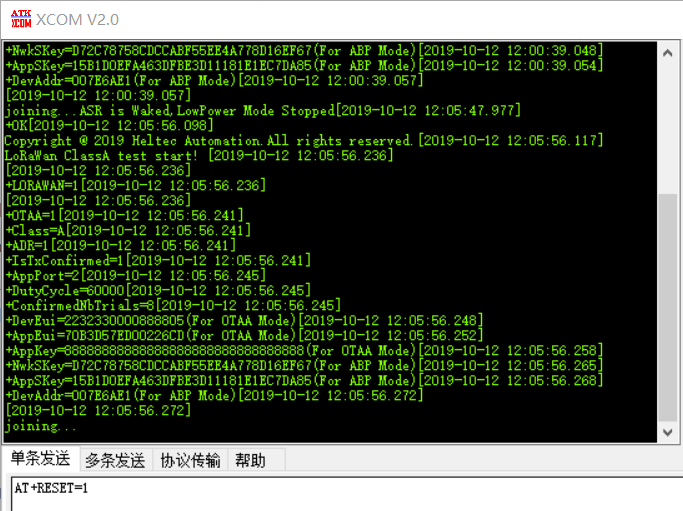 ATK
XCOM
XCOM V2.0
+NwkSKey=D72C78758CDCCABF55EE4A778D16EF67(For ABP Mode)[2019-10-12 12:00:39.048]
+AppSKey=15B1D0EFA463DFBE3D11181E1EC7DA85(For ABP Mode)[2019-10-12 12:00:39.054]
+DevAddr=007E6AE1(For ABP Mode)[2019-10-12 12:00:39.057]
[2019-10-12 12:00:39.057]
joining...ASR is Waked,LowPower Mode Stopped[2019-10-12 12:05:47.977]
+OK[2019-10-12 12:05:56.098]
Copyright @ 2019 Heltec Automation.All rights reserved.[2019-10-12 12:05:56.117]
LoRaWan ClassA test start! [2019-10-12 12:05:56.236]
[2019-10-12 12:05:56.236]
+LORAWAN=1[2019-10-12 12:05:56.236]
[2019-10-12 12:05:56.236]
+OTAA=1[2019-10-12 12:05:56.241]
+Class=A[2019-10-12 12:05:56.241]
+ADR=1[2019-10-12 12:05:56.241]
+IsTxConfirmed=1[2019-10-12 12:05:56.241]
+AppPort=2[2019-10-12 12:05:56.245]
+DutyCycle=60000[2019-10-12 12:05:56.245]
+ConfirmedNbTrials=8[2019-10-12 12:05:56.245]
+DevEui=2232330000888805(For OTAA Mode)[2019-10-12 12:05:56.248]
+AppEui=70B3D57ED00226CD(For OTAA Mode)[2019-10-12 12:05:56.252]
+AppKey=88888888888888888888888888888888(For OTAA Mode)[2019-10-12 12:05:56.258]
+NwkSKey=D72C78758CDCCABF55EE4A778D16EF67(For ABP Mode)[2019-10-12 12:05:56.265]
+AppSKey=15B1D0EFA463DFBE3D11181E1EC7DA85(For ABP Mode)[2019-10-12 12:05:56.268]
+DevAddr=007E6AE1(For ABP Mode)[2019-10-12 12:05:56.272]
[2019-10-12 12:05:56.272]
joining...
单条发送 多条发送 协议传输 帮助
AT+RESET=1